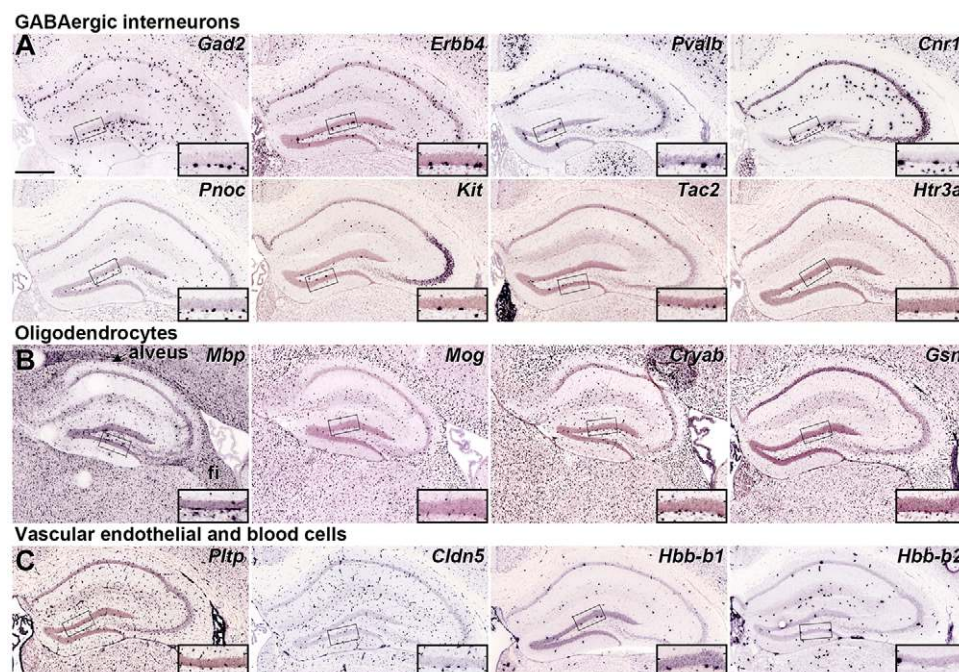 GABAergic interneurons
A Gad2 Erbb4 Pvalb Cnr1
Pnoc Kit Tac2 Htr3a
Oligodendrocytes
B Mbp alveus Mog Cryab Gsn
fi
Vascular endothelial and blood cells
C Pltp Cldn5 Hbb-b1 Hbb-b2